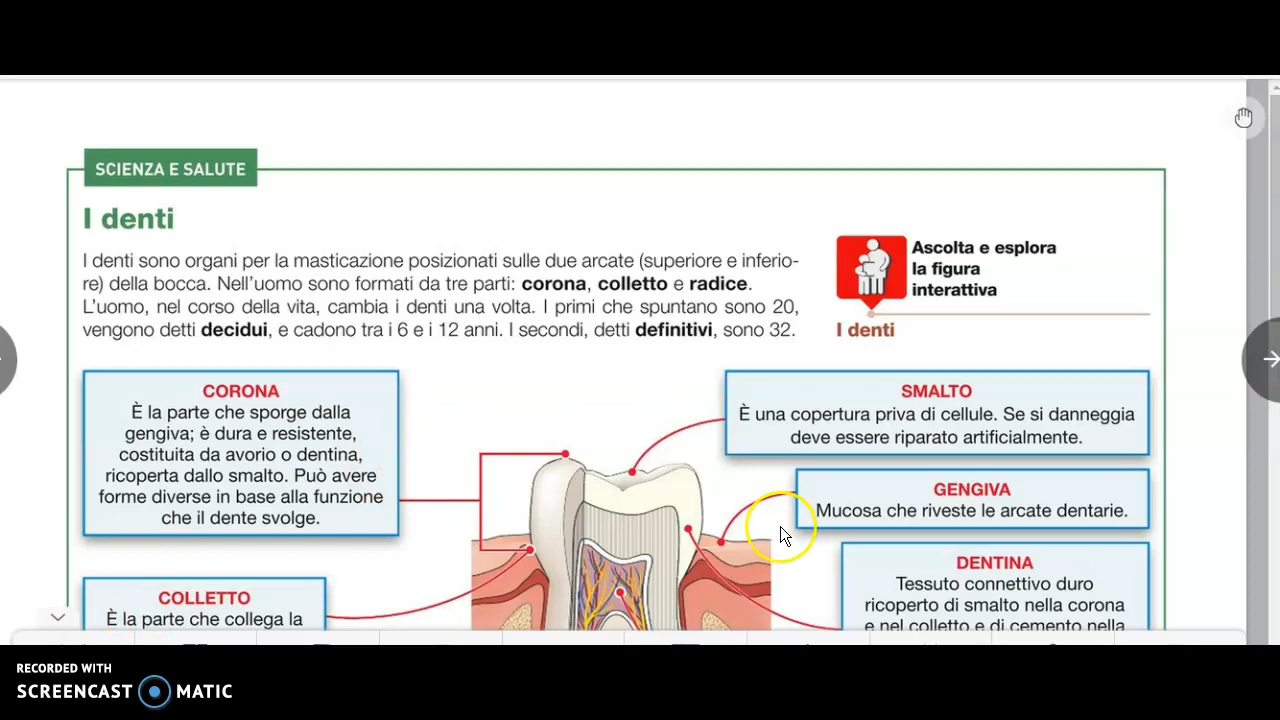 SCIENZA E SALUTE
I denti
I denti sono organi per la masticazione posizionati sulle due arcate (superiore e inferio-
re) della bocca. Nell'uomo sono formati da tre parti: corona, colletto e radice.
L'uomo, nel corso della vita, cambia i denti una volta. I primi che spuntano sono 20,
vengono detti decidui, e cadono tra i 6 e i 12 anni. I secondi, detti definitivi, sono 32.
Ascolta e esplora
la figura
interattiva
I denti
CORONA
È la parte che sporge dalla
gengiva; è dura e resistente,
costituita da avorio o dentina,
ricoperta dallo smalto. Può avere
forme diverse in base alla funzione
che il dente svolge.
SMALTO
È una copertura priva di cellule. Se si danneggia
deve essere riparato artificialmente.
GENGIVA
Mucosa che riveste le arcate dentarie.
DENTINA
Tessuto connettivo duro
ricoperto di smalto nella corona
e nel colletto e di cemento nella
COLLETTO
È la parte che collega la
RECORDED WITH
SCREENCAST MATIC